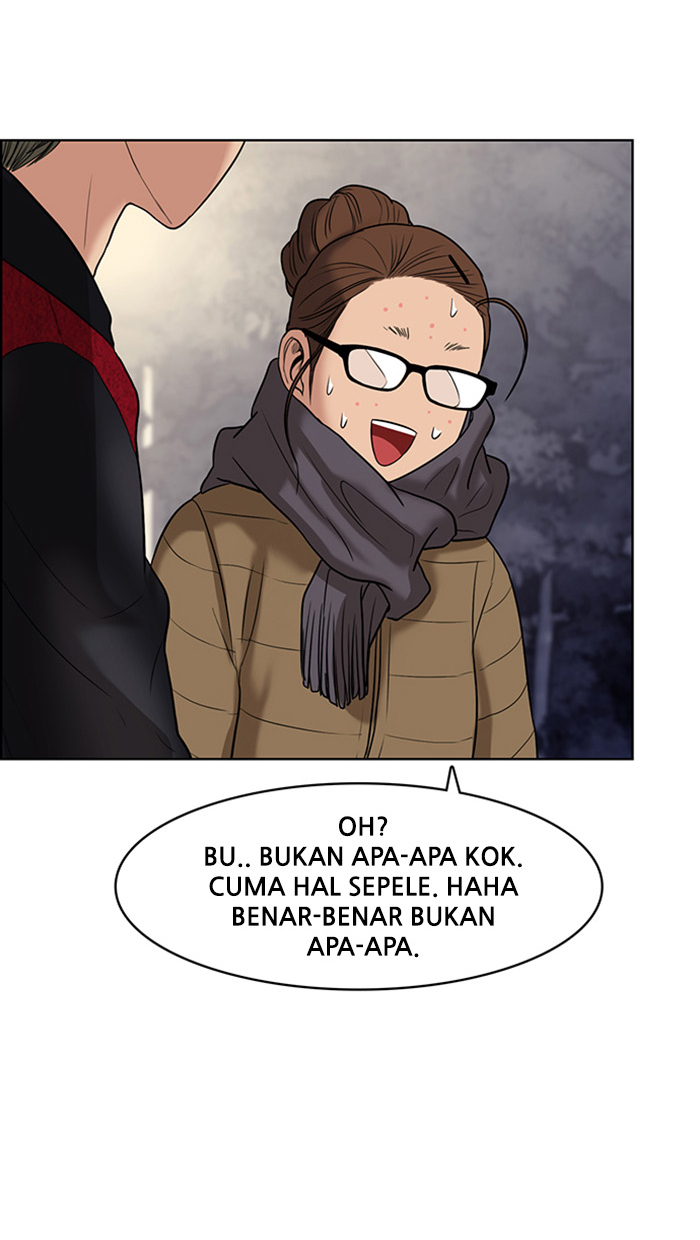 OH?
BU.. BUKAN APA-APA KOK.
CUMA HAL SEPELE. HAHA
BENAR-BENAR BUKAN
APA-APA.